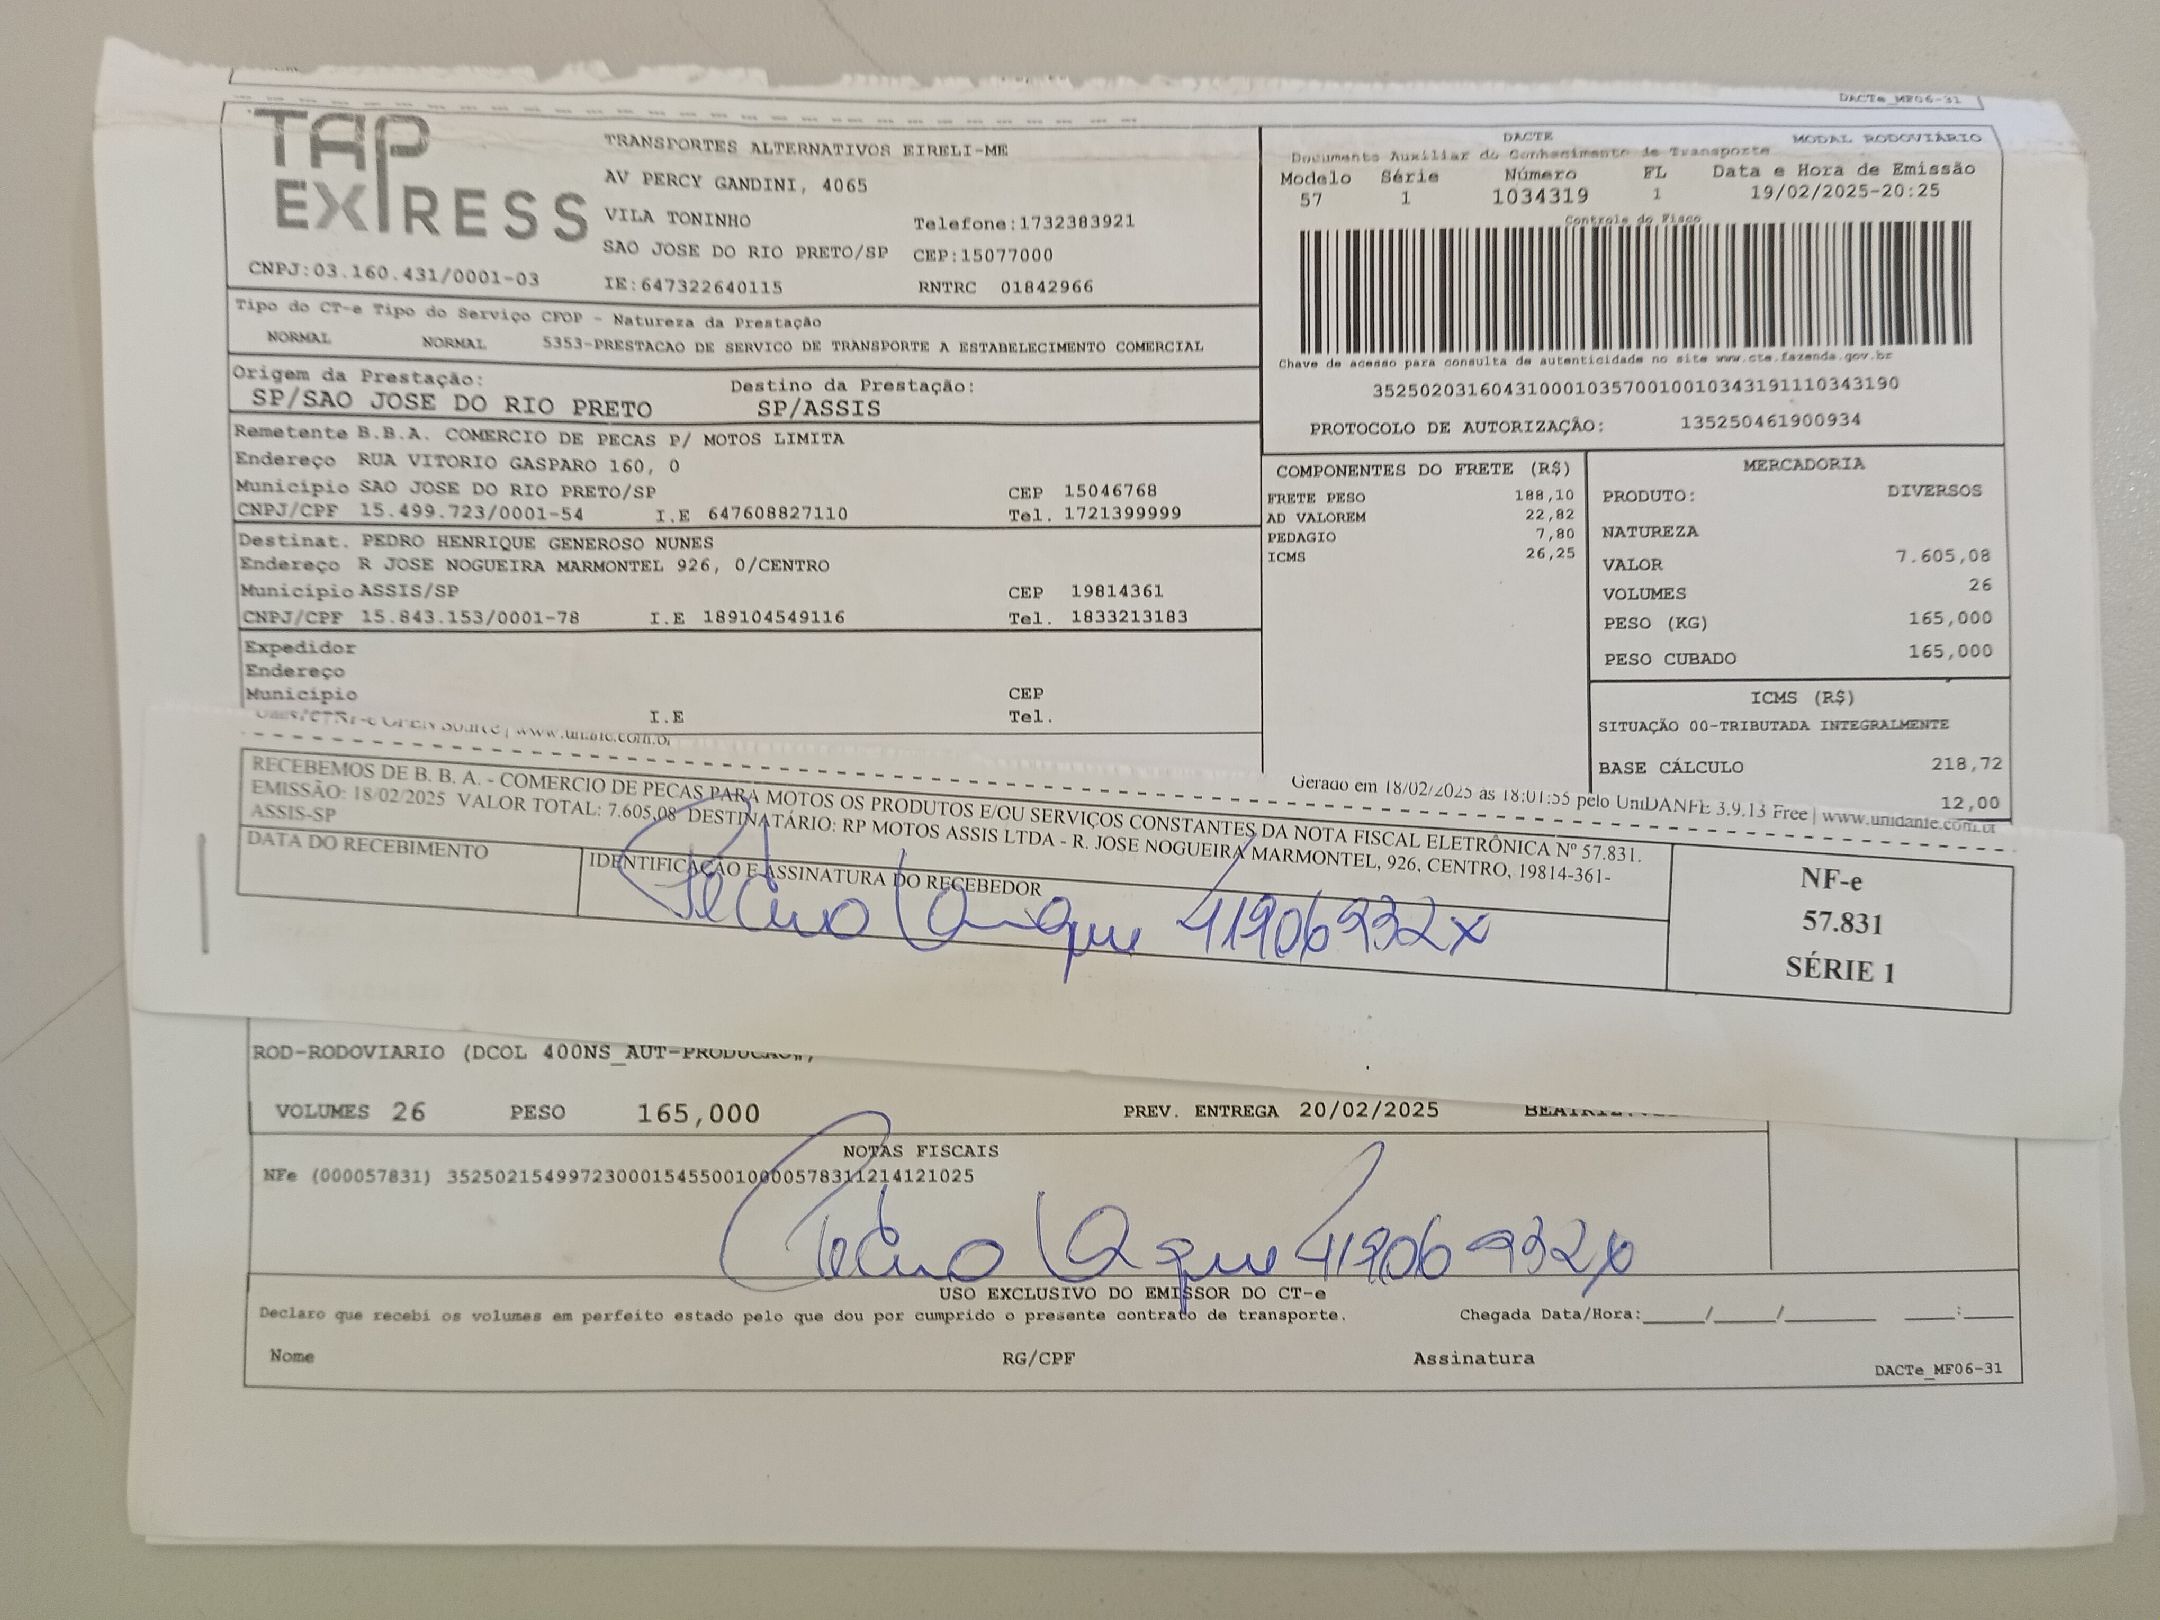 DACTe_MF06-31
TAP EXPRESS
TRANSPORTES ALTERNATIVOS EIRELI-ME
AV PERCY GANDINI, 4065
VILA TONINHO Telefone:1732383921
SAO JOSE DO RIO PRETO/SP CEP:15077000
CNPJ:03.160.431/0001-03 IE:647322640115 RNTRC 01842966
DACTE MODAL RODOVIÁRIO
Documento Auxiliar do Conhecimento de Transporte
Modelo Série Número FL Data e Hora de Emissão
57 1 1034319 1 19/02/2025-20:25
Controle do Fisco
Chave de acesso para consulta de autenticidade no site www.cte.fazenda.gov.br
35250203160431000103570010010343191110343190
PROTOCOLO DE AUTORIZAÇÃO: 135250461900934
Tipo do CT-e Tipo do Serviço CFOP - Natureza da Prestação
NORMAL NORMAL 5353-PRESTACAO DE SERVICO DE TRANSPORTE A ESTABELECIMENTO COMERCIAL
Origem da Prestação: Destino da Prestação:
SP/SAO JOSE DO RIO PRETO SP/ASSIS
Remetente B.B.A. COMERCIO DE PECAS P/ MOTOS LIMITA
Endereço RUA VITORIO GASPARO 160, 0
Município SAO JOSE DO RIO PRETO/SP CEP 15046768
CNPJ/CPF 15.499.723/0001-54 I.E 647608827110 Tel. 1721399999
Destinat. PEDRO HENRIQUE GENEROSO NUNES
Endereço R JOSE NOGUEIRA MARMONTEL 926, 0/CENTRO
Município ASSIS/SP CEP 19814361
CNPJ/CPF 15.843.153/0001-78 I.E 189104549116 Tel. 1833213183
Expedidor
Endereço
Município CEP
I.E Tel.
COMPONENTES DO FRETE (R$)
FRETE PESO 188,10
AD VALOREM 22,82
PEDAGIO 7,80
ICMS 26,25
MERCADORIA
PRODUTO: DIVERSOS
NATUREZA
VALOR 7.605,08
VOLUMES 26
PESO (KG) 165,000
PESO CUBADO 165,000
ICMS (R$)
SITUAÇÃO 00-TRIBUTADA INTEGRALMENTE
BASE CÁLCULO 218,72
12,00
Gerado em 18/02/2025 as 18:01:55 pelo UniDANFE 3.9.13 Free | www.unidanfe.com.br
RECEBEMOS DE B. B. A. - COMERCIO DE PECAS PARA MOTOS OS PRODUTOS E/OU SERVIÇOS CONSTANTES DA NOTA FISCAL ELETRÔNICA Nº 57.831.
EMISSÃO: 18/02/2025 VALOR TOTAL: 7.605,08 DESTINATÁRIO: RP MOTOS ASSIS LTDA - R. JOSE NOGUEIRA MARMONTEL, 926, CENTRO, 19814-361-
ASSIS-SP
DATA DO RECEBIMENTO IDENTIFICAÇÃO E ASSINATURA DO RECEBEDOR
41906932x
NF-e
57.831
SÉRIE 1
ROD-RODOVIARIO (DCOL 400NS_AUT-PRODUCAO
VOLUMES 26 PESO 165,000 PREV. ENTREGA 20/02/2025
NOTAS FISCAIS
NFe (000057831) 35250215499723000154550010000578311214121025
41906932x
USO EXCLUSIVO DO EMISSOR DO CT-e
Declaro que recebi os volumes em perfeito estado pelo que dou por cumprido o presente contrato de transporte. Chegada Data/Hora:____/____/______ ____:____
Nome RG/CPF Assinatura
DACTe_MF06-31